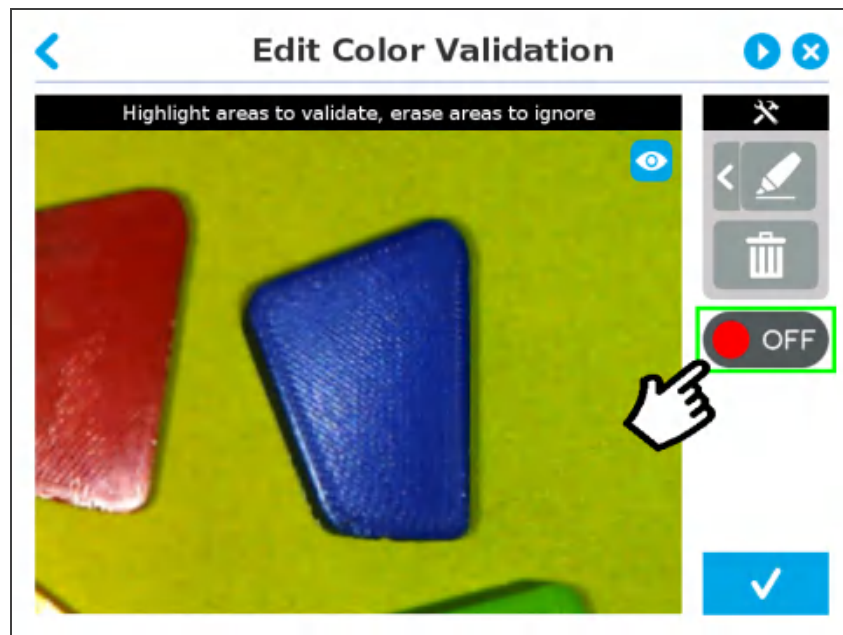 Edit Color Validation
Highlight areas to validate, erase areas to ignore
OFF